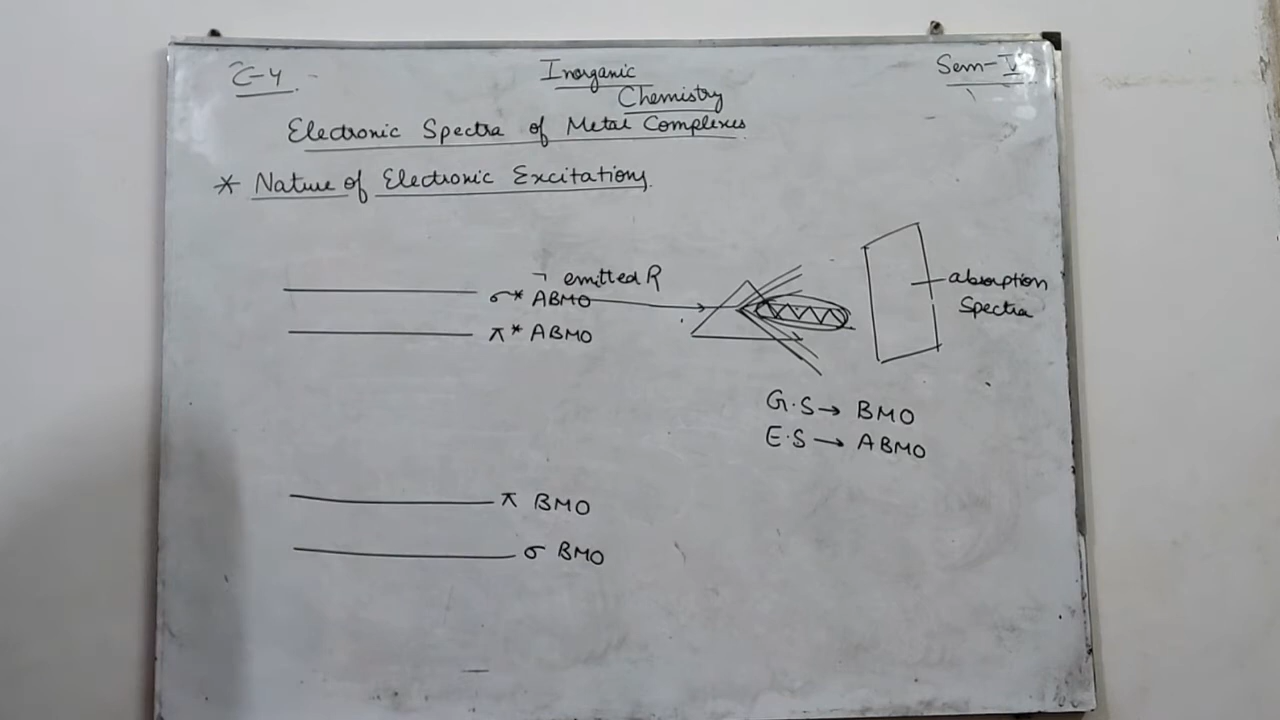 C-4
Inorganic
Chemistry
Sem-V
Electronic Spectra of Metal Complexes
* Nature of Electronic Excitations
emitted R
σ* ABMO
π* ABMO
absorption
Spectra
G.S → BMO
E.S → ABMO
π BMO
σ BMO